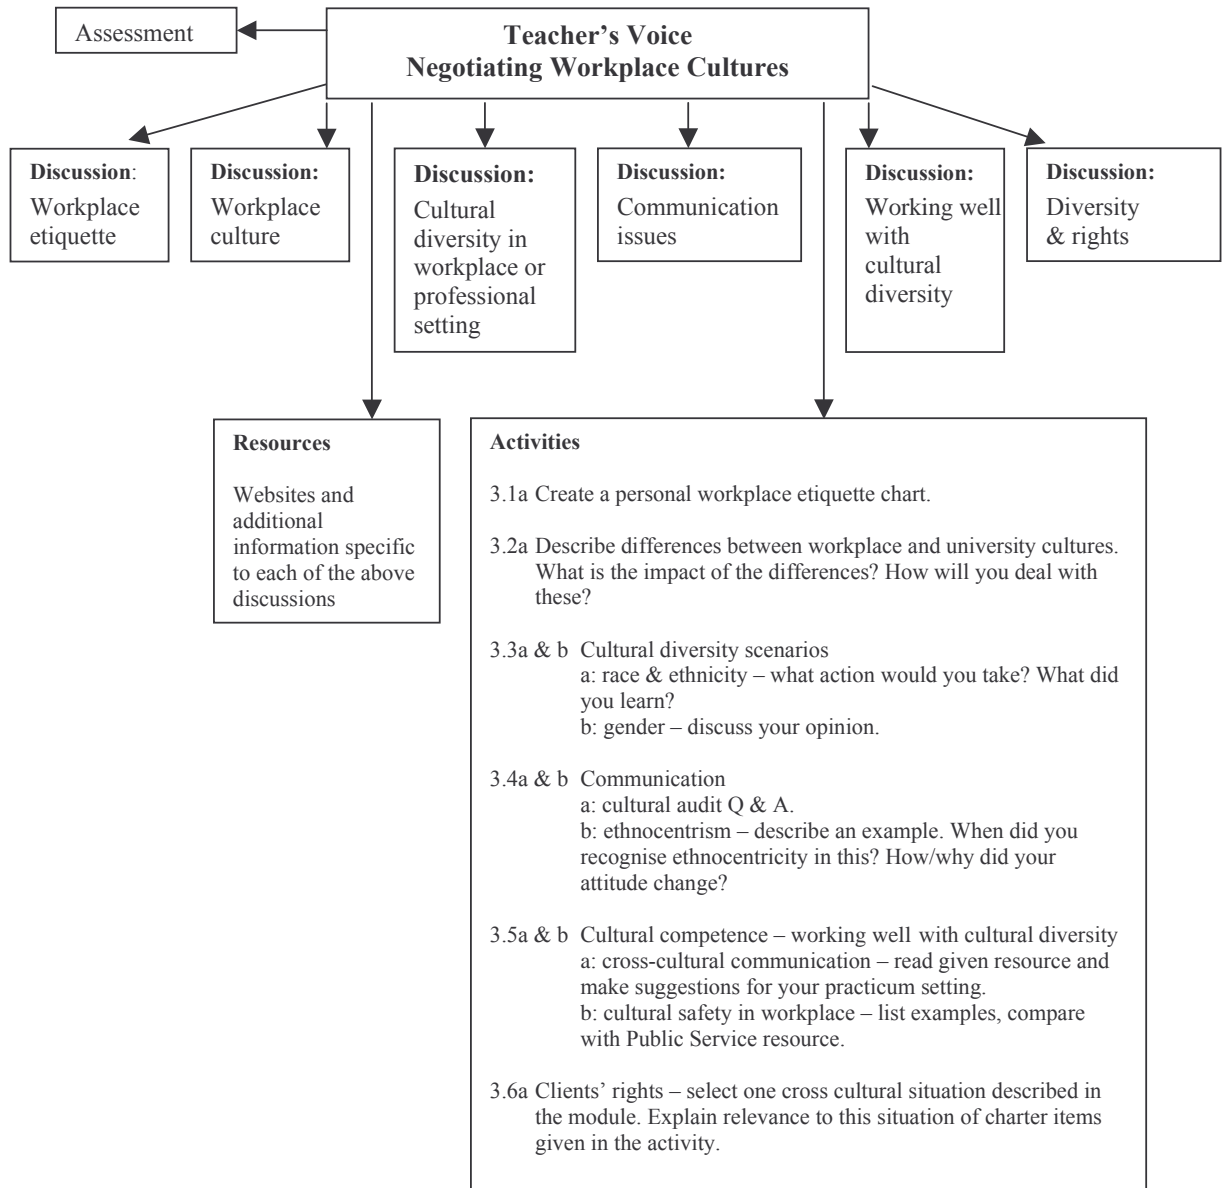 Assessment
Teacher’s Voice
Negotiating Workplace Cultures
Discussion:
Workplace
etiquette
Discussion:
Workplace
culture
Discussion:
Cultural
diversity in
workplace or
professional
setting
Discussion:
Communication
issues
Discussion:
Working well
with
cultural
diversity
Discussion:
Diversity
& rights
Resources
Websites and
additional
information specific
to each of the above
discussions
Activities
3.1a Create a personal workplace etiquette chart.
3.2a Describe differences between workplace and university cultures.
What is the impact of the differences? How will you deal with
these?
3.3a & b Cultural diversity scenarios
a: race & ethnicity – what action would you take? What did
you learn?
b: gender – discuss your opinion.
3.4a & b Communication
a: cultural audit Q & A.
b: ethnocentrism – describe an example. When did you
recognise ethnocentricity in this? How/why did your
attitude change?
3.5a & b Cultural competence – working well with cultural diversity
a: cross-cultural communication – read given resource and
make suggestions for your practicum setting.
b: cultural safety in workplace – list examples, compare
with Public Service resource.
3.6a Clients’ rights – select one cross cultural situation described in
the module. Explain relevance to this situation of charter items
given in the activity.